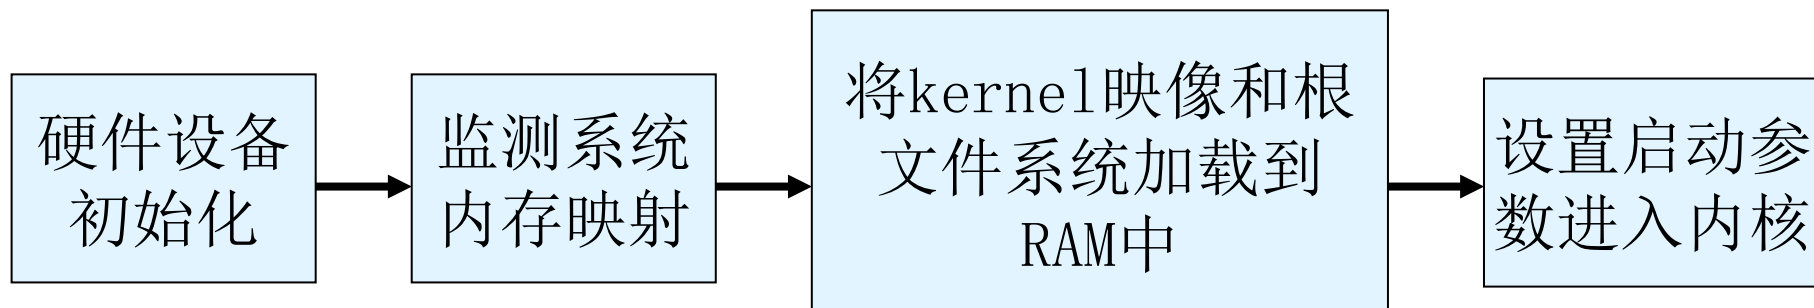 硬件设备
初始化
监测系统
内存映射
将kernel映像和根
文件系统加载到
RAM中
设置启动参
数进入内核